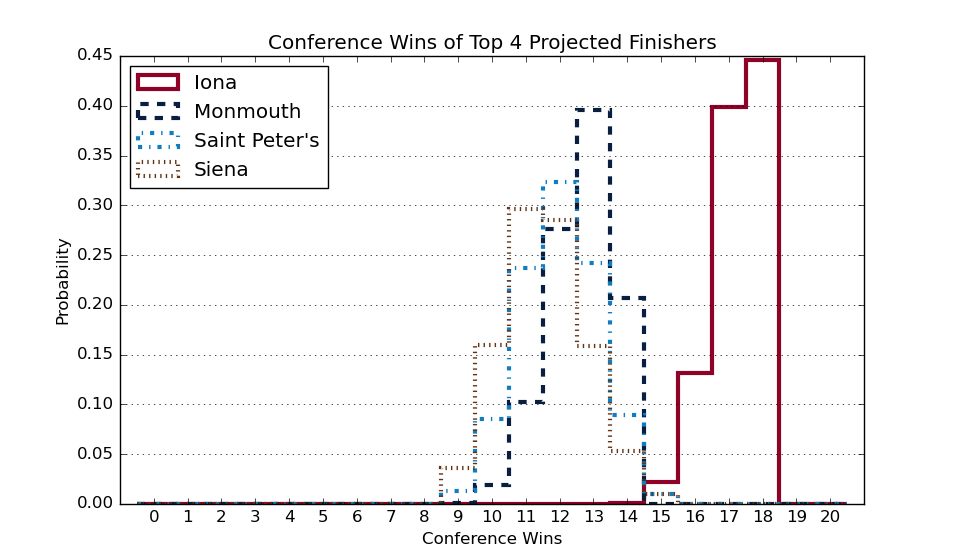 Conference Wins of Top 4 Projected Finishers
0.45
0.40
0.35
0.30
0.25
0.20
0.15
0.10
0.05
0.00
Probability
Iona
Monmouth
Saint Peter's
Siena
0 1 2 3 4 5 6 7 8 9 10 11 12 13 14 15 16 17 18 19 20
Conference Wins